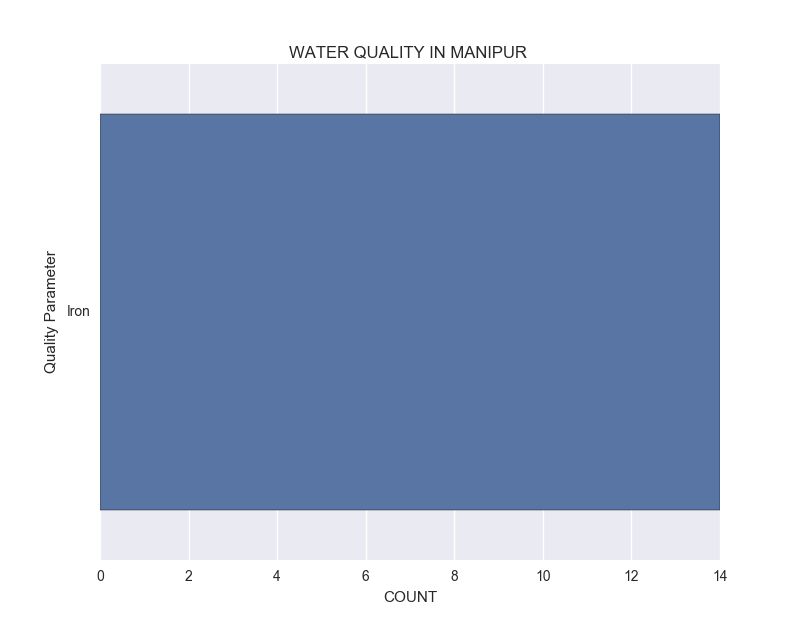 WATER QUALITY IN MANIPUR
Quality Parameter
Iron
0 2 4 6 8 10 12 14
COUNT